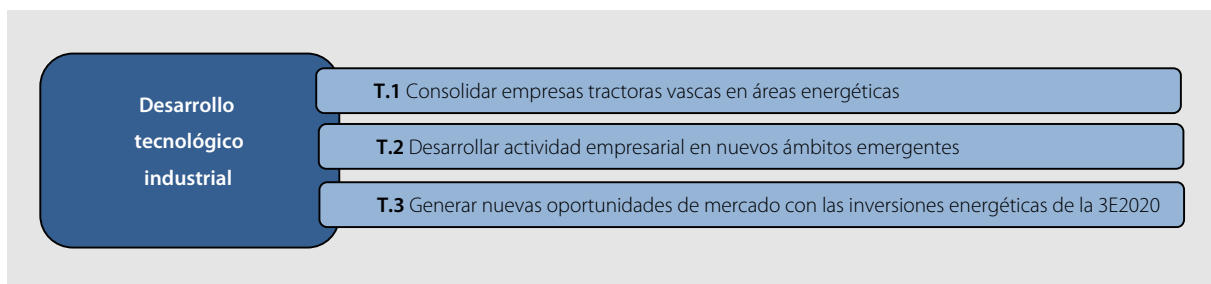 Desarrollo
tecnológico
industrial
T.1 Consolidar empresas tractoras vascas en áreas energéticas
T.2 Desarrollar actividad empresarial en nuevos ámbitos emergentes
T.3 Generar nuevas oportunidades de mercado con las inversiones energéticas de la 3E2020